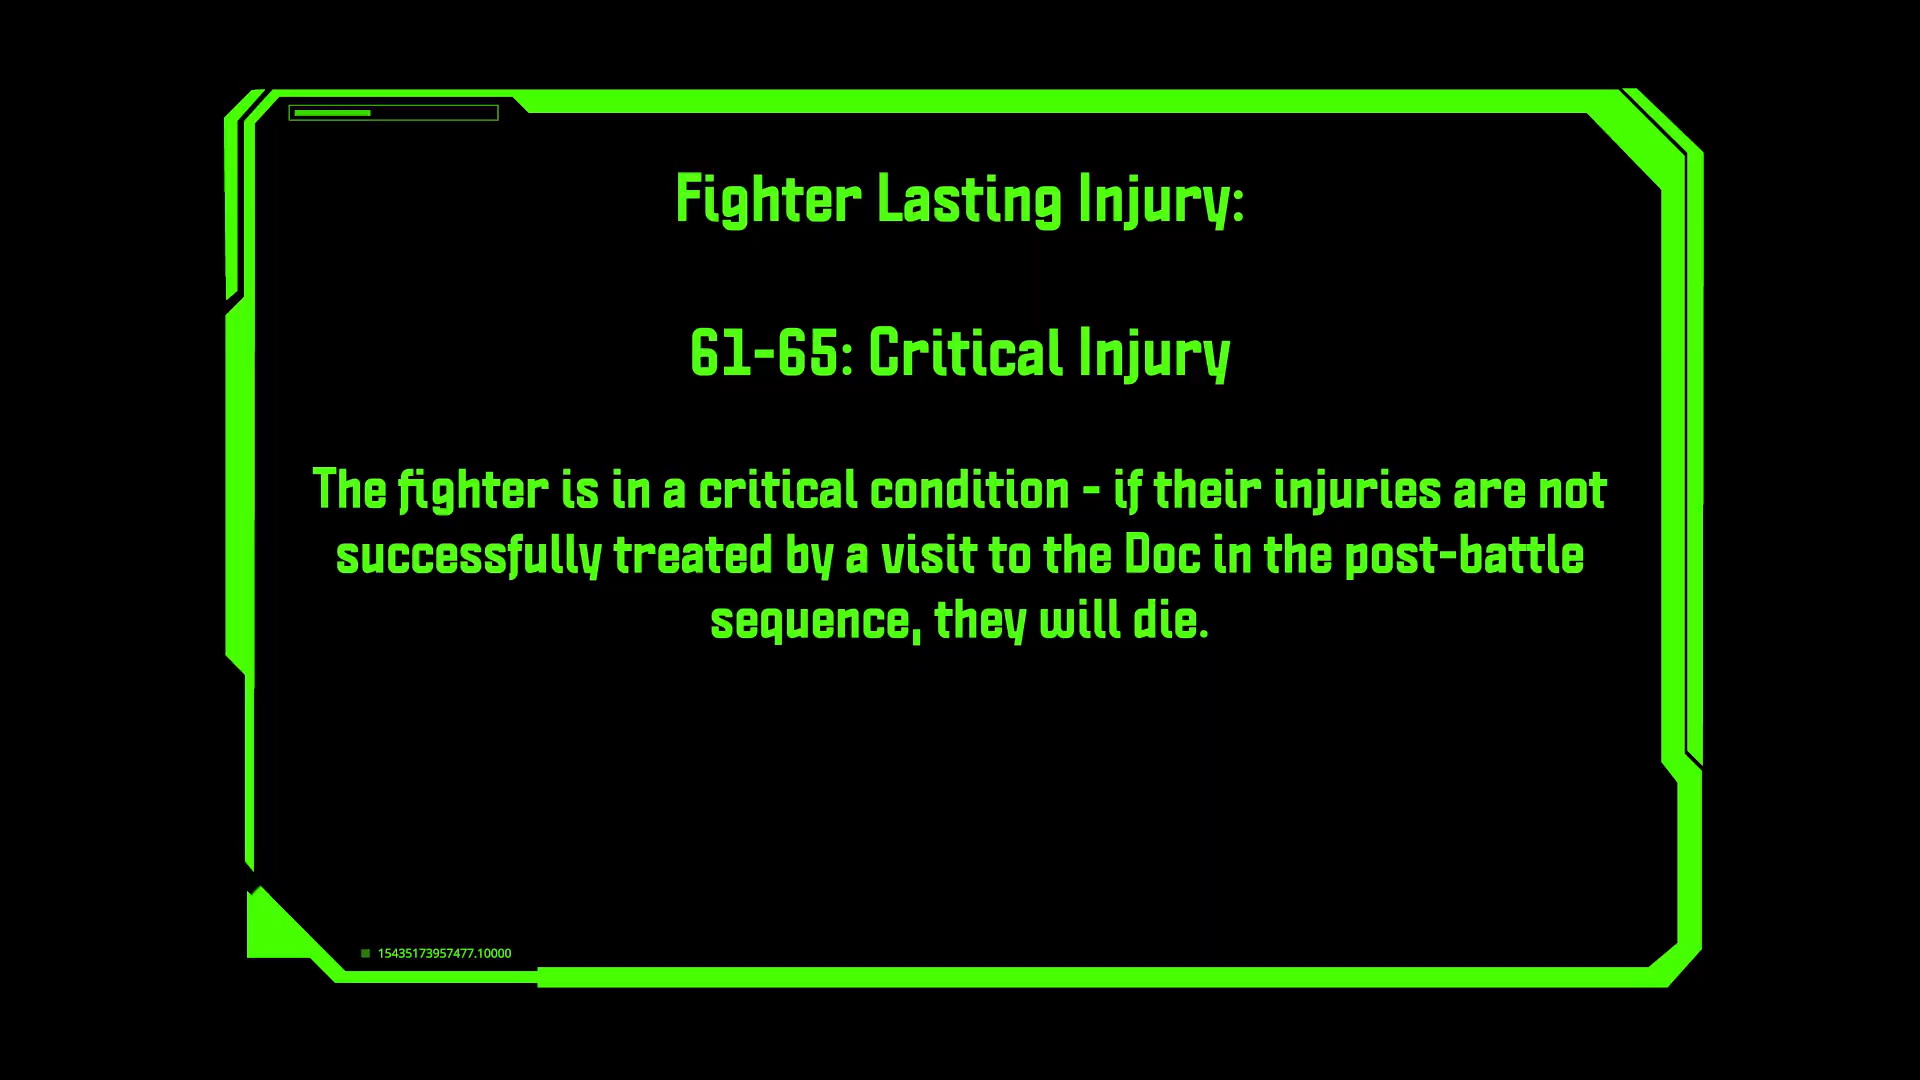 Fighter Lasting Injury:
61-65: Critical Injury
The fighter is in a critical condition - if their injuries are not
successfully treated by a visit to the Doc in the post-battle
sequence, they will die.
15435173957477.10000